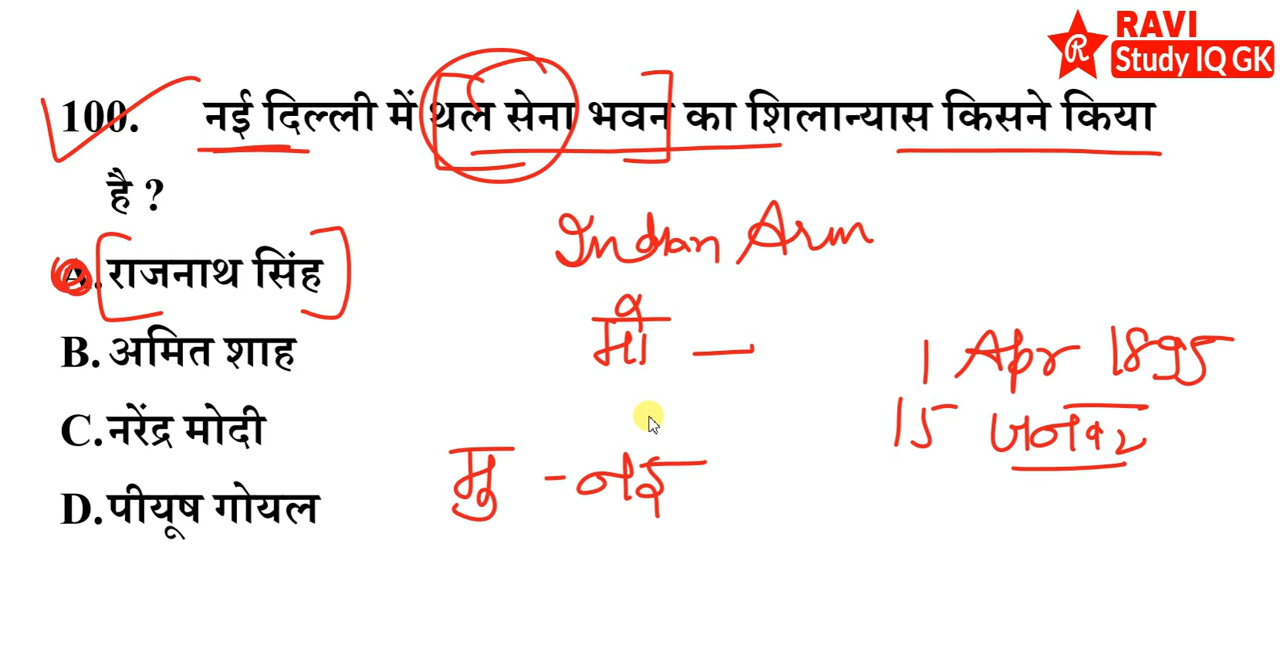 RAVI
Study IQ GK
100. नई दिल्ली में थल सेना भवन का शिलान्यास किसने किया
है ?
A. राजनाथ सिंह
B. अमित शाह
C. नरेंद्र मोदी
D. पीयूष गोयल
Indian Arm
1 Apr 1895
15 जनवर
मु - नई